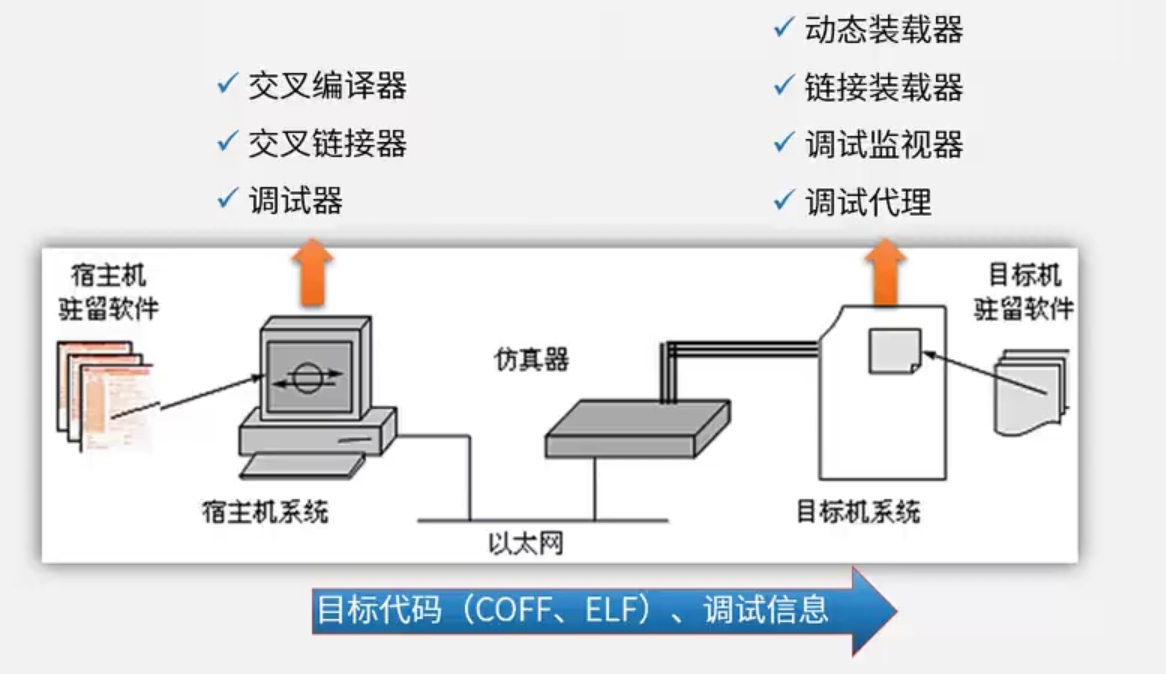 交叉编译器
交叉链接器
调试器
动态装载器
链接装载器
调试监视器
调试代理
宿主机
驻留软件
仿真器
目标机
驻留软件
宿主机系统
以太网
目标机系统
目标代码（COFF、ELF）、调试信息